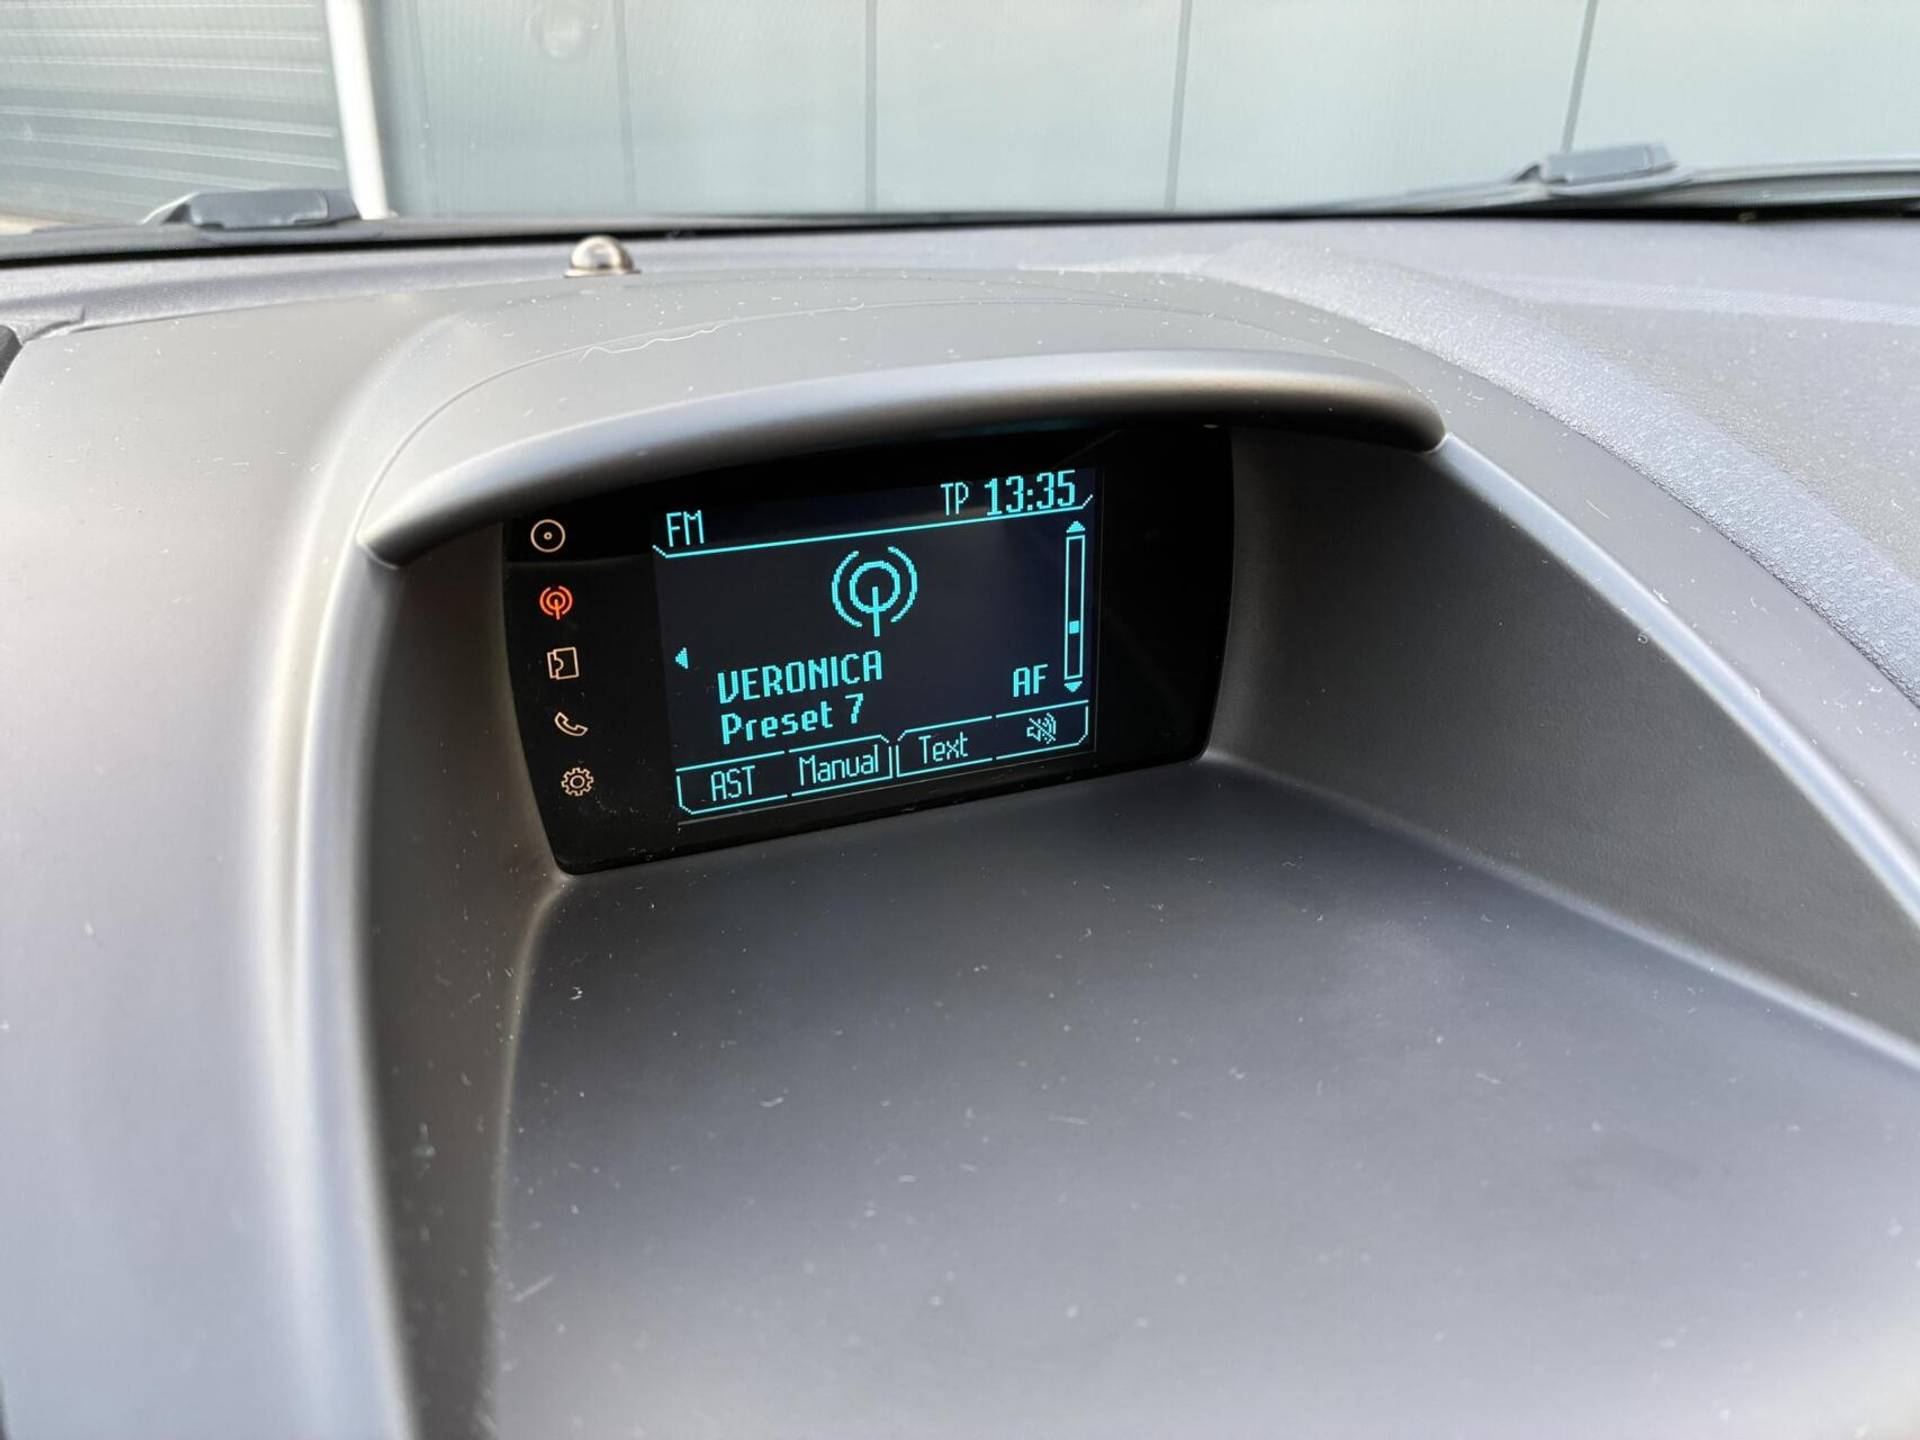 FM TP 13:35
VERONICA
AF
Preset 7
AST Manual Text